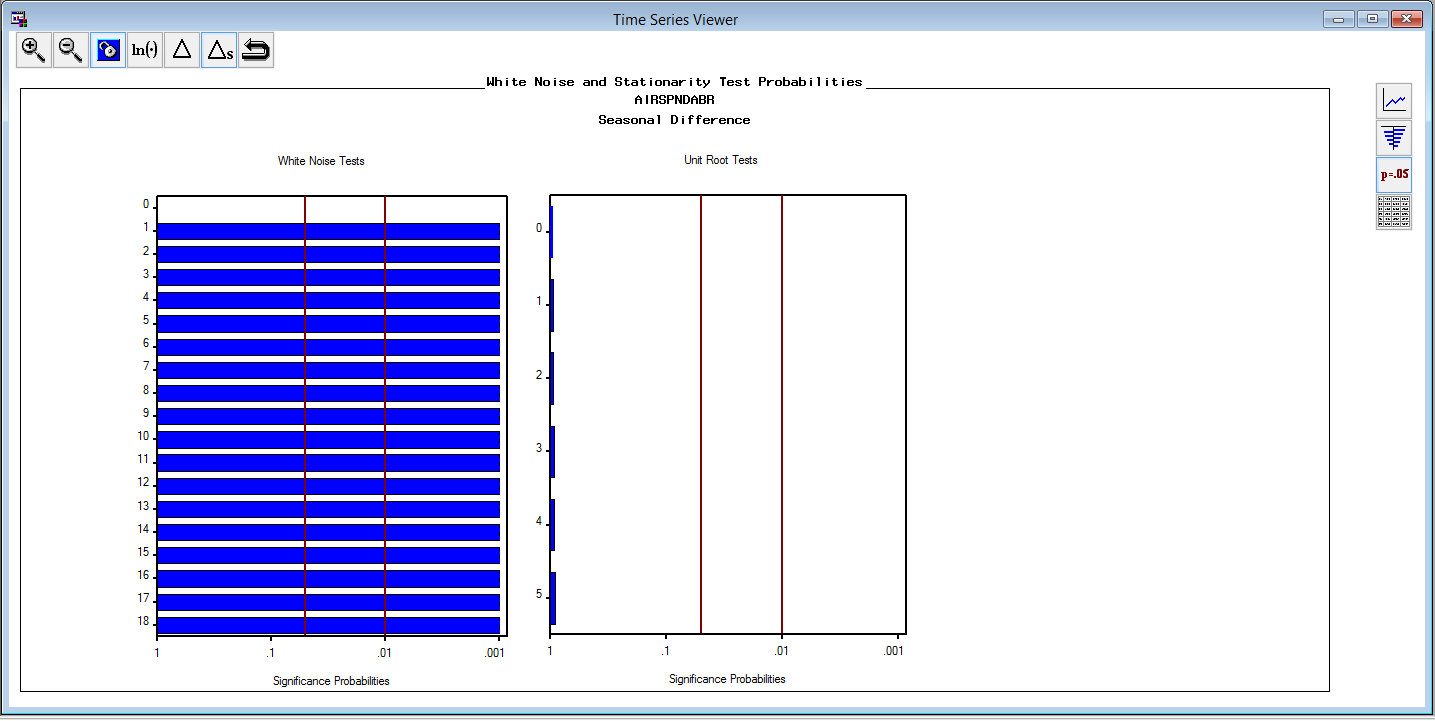 Time Series Viewer
ln(·)
Δ
Δs
White Noise and Stationarity Test Probabilities
AIRSPNDABR
Seasonal Difference
p=.05
White Noise Tests
0
1
2
3
4
5
6
7
8
9
10
11
12
13
14
15
16
17
18
1 .1 .01 .001
Significance Probabilities
Unit Root Tests
0
1
2
3
4
5
1 .1 .01 .001
Significance Probabilities